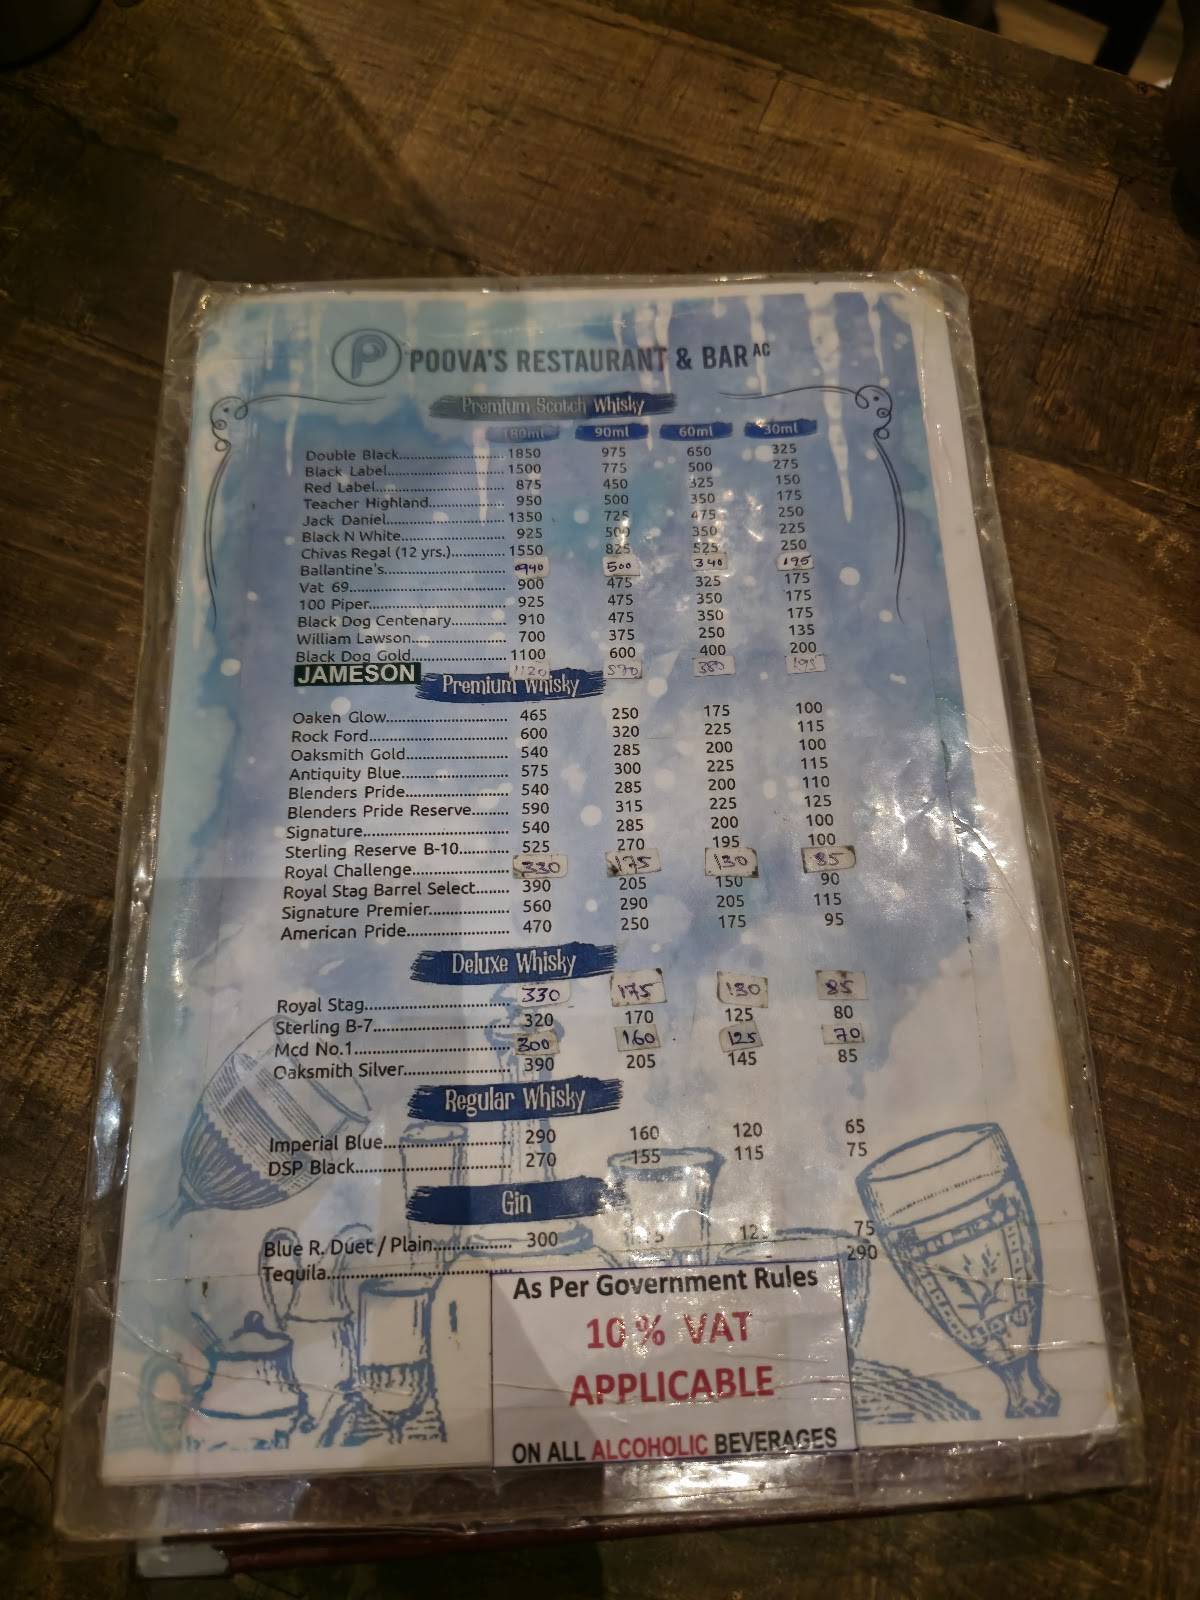 P POOVA'S RESTAURANT & BAR AC
Premium Scotch Whisky
180ml 90ml 60ml 30ml
Double Black........................ 1850 975 650 325
Black Label........................... 1500 775 500 275
Red Label.............................. 875 450 325 150
Teacher Highland.................. 950 500 350 175
Jack Daniel........................... 1350 725 475 250
Black N White........................ 925 500 350 225
Chivas Regal (12 yrs.)............ 1550 825 525 250
Ballantine's........................... 940 500 340 195
Vat 69.................................. 900 475 325 175
100 Piper.............................. 925 475 350 175
Black Dog Centenary............ 910 475 350 175
William Lawson..................... 700 375 250 135
Black Dog Gold..................... 1100 600 400 200
JAMESON 1120 570 380 195
Premium Whisky
Oaken Glow........................... 465 250 175 100
Rock Ford.............................. 600 320 225 115
Oaksmith Gold...................... 540 285 200 100
Antiquity Blue....................... 575 300 225 115
Blenders Pride...................... 540 285 200 110
Blenders Pride Reserve........ 590 315 225 125
Signature.............................. 540 285 200 100
Sterling Reserve B-10........... 525 270 195 100
Royal Challenge.................... 330 175 130 85
Royal Stag Barrel Select....... 390 205 150 90
Signature Premier................. 560 290 205 115
American Pride...................... 470 250 175 95
Deluxe Whisky
Royal Stag............................. 330 175 130 85
Sterling B-7........................... 320 170 125 80
Mcd No.1............................... 300 160 125 70
Oaksmith Silver..................... 390 205 145 85
Regular Whisky
Imperial Blue......................... 290 160 120 65
DSP Black.............................. 270 155 115 75
Gin
Blue R. Duet / Plain............... 300 75
Tequila.................................. 290
As Per Government Rules
10% VAT
APPLICABLE
ON ALL ALCOHOLIC BEVERAGES